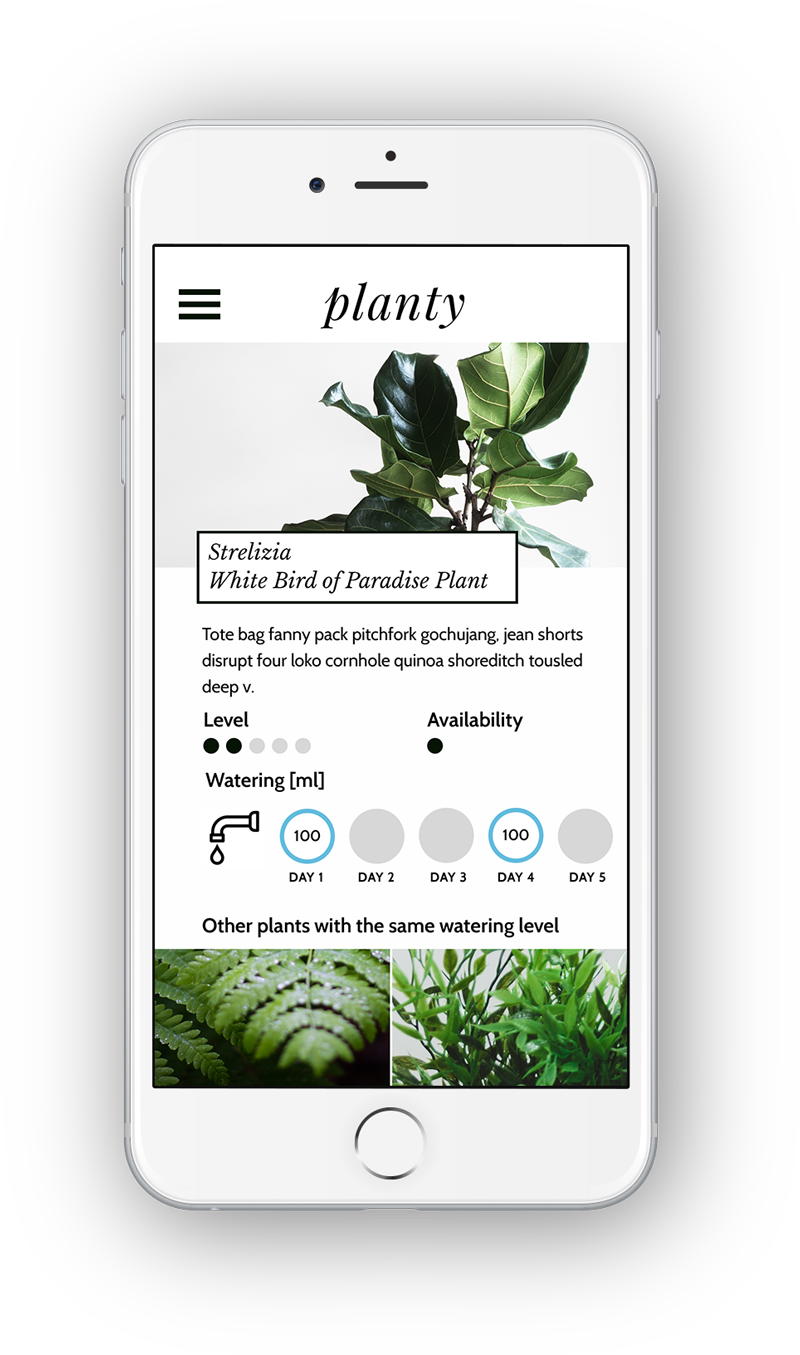 planty
Strelizia
White Bird of Paradise Plant
Tote bag fanny pack pitchfork gochujang, jean shorts
disrupt four loko cornhole quinoa shoreditch tousled
deep v.
Level
Availability
Watering [ml]
100
100
DAY 1
DAY 2
DAY 3
DAY 4
DAY 5
Other plants with the same watering level